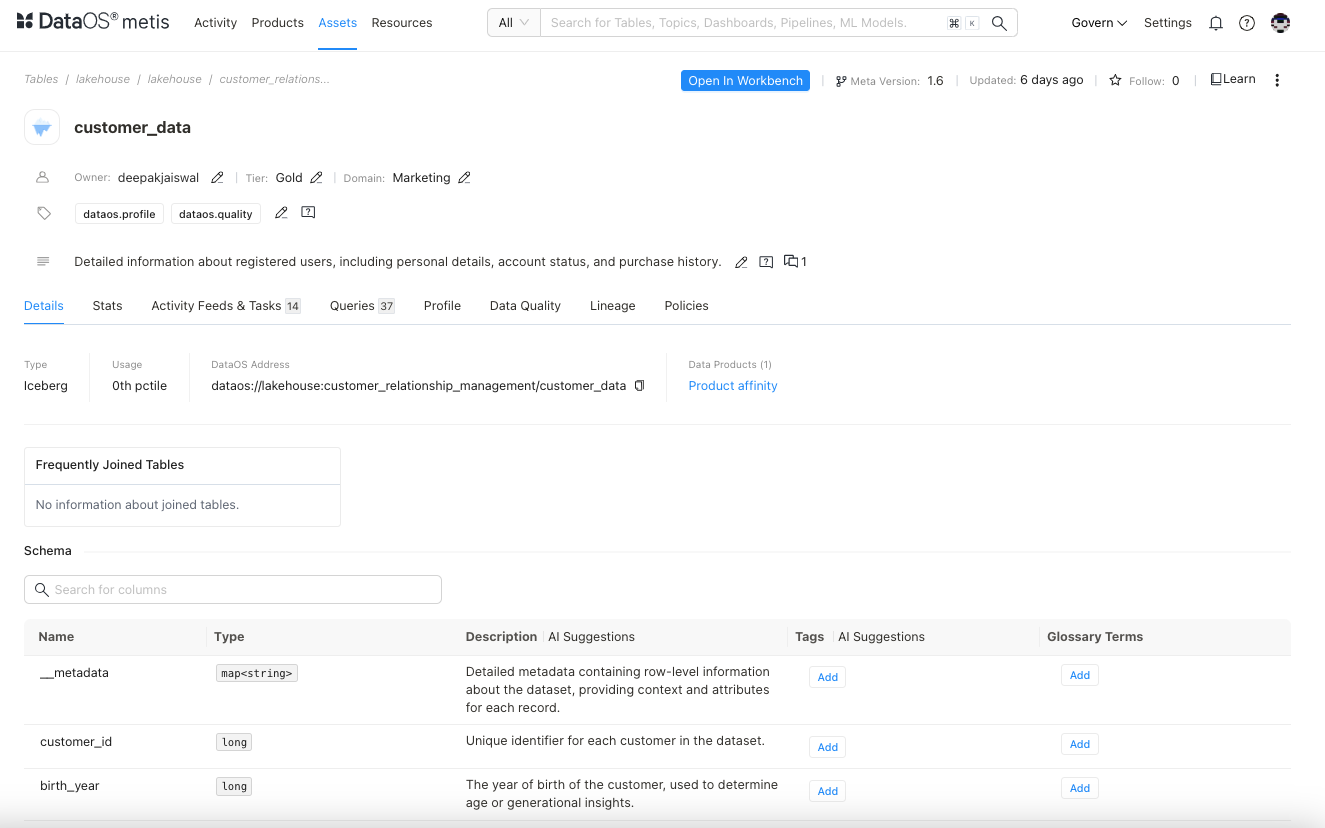 DataOS® metis Activity Products Assets Resources All Search for Tables, Topics, Dashboards, Pipelines, ML Models. ⌘ K Govern Settings
Tables / lakehouse / lakehouse / customer_relations... Open In Workbench Meta Version: 1.6 Updated: 6 days ago Follow: 0 Learn
customer_data
Owner: deepakjaiswal Tier: Gold Domain: Marketing
dataos.profile dataos.quality
Detailed information about registered users, including personal details, account status, and purchase history. 1
Details Stats Activity Feeds & Tasks 14 Queries 37 Profile Data Quality Lineage Policies
Type Usage DataOS Address Data Products (1)
Iceberg 0th pctile dataos://lakehouse:customer_relationship_management/customer_data Product affinity
Frequently Joined Tables
No information about joined tables.
Schema
Search for columns
Name Type Description AI Suggestions Tags AI Suggestions Glossary Terms
__metadata map<string> Detailed metadata containing row-level information Add Add
about the dataset, providing context and attributes
for each record.
customer_id long Unique identifier for each customer in the dataset. Add Add
birth_year long The year of birth of the customer, used to determine Add Add
age or generational insights.